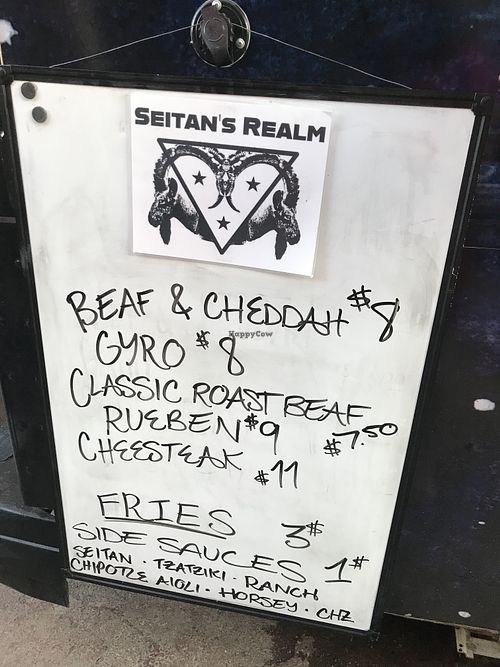 SEITAN'S REALM
BEAF & CHEDDAH $8
HappyCow
GYRO $8
CLASSIC ROAST BEAF
$7.50
RUEBEN $9
CHEESTEAK $11
FRIES 3$
SIDE SAUCES 1$
SEITAN · TZATZIKI · RANCH
CHIPOTLE AIOLI · HORSEY · CHZ